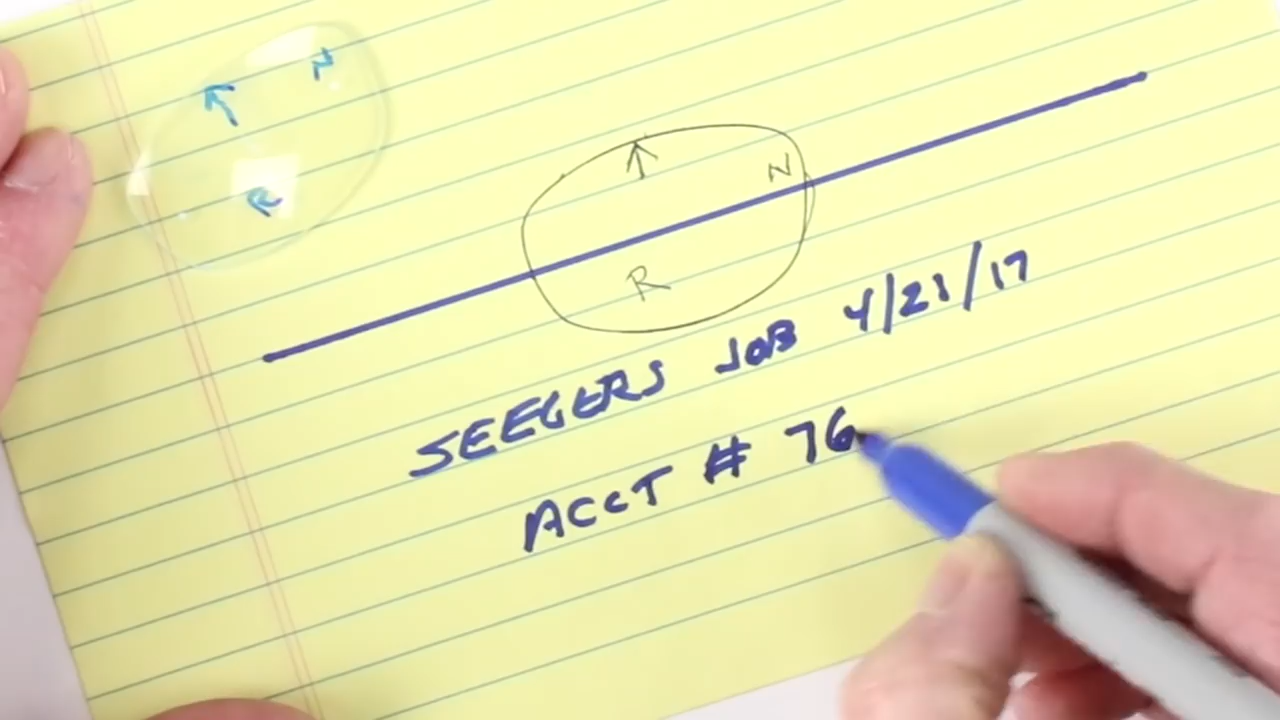 ↑ N
R
↑ N
R
SEEGERS JOB 4/21/17
ACCT # 76